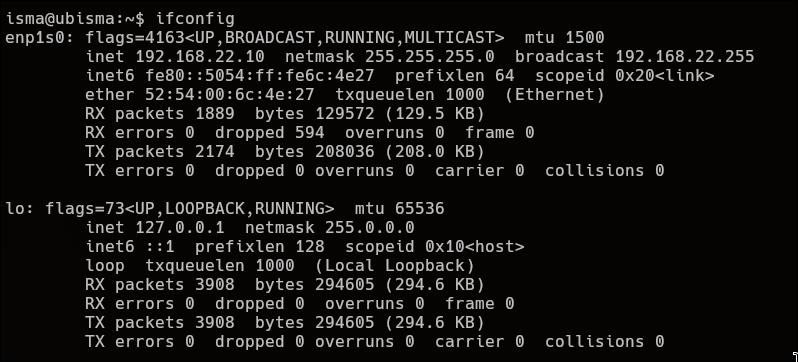 isma@ubisma:~$ ifconfig
enp1s0: flags=4163<UP,BROADCAST,RUNNING,MULTICAST>  mtu 1500
        inet 192.168.22.10  netmask 255.255.255.0  broadcast 192.168.22.255
        inet6 fe80::5054:ff:fe6c:4e27  prefixlen 64  scopeid 0x20<link>
        ether 52:54:00:6c:4e:27  txqueuelen 1000  (Ethernet)
        RX packets 1889  bytes 129572 (129.5 KB)
        RX errors 0  dropped 594  overruns 0  frame 0
        TX packets 2174  bytes 208036 (208.0 KB)
        TX errors 0  dropped 0 overruns 0  carrier 0  collisions 0

lo: flags=73<UP,LOOPBACK,RUNNING>  mtu 65536
        inet 127.0.0.1  netmask 255.0.0.0
        inet6 ::1  prefixlen 128  scopeid 0x10<host>
        loop  txqueuelen 1000  (Local Loopback)
        RX packets 3908  bytes 294605 (294.6 KB)
        RX errors 0  dropped 0  overruns 0  frame 0
        TX packets 3908  bytes 294605 (294.6 KB)
        TX errors 0  dropped 0 overruns 0  carrier 0  collisions 0